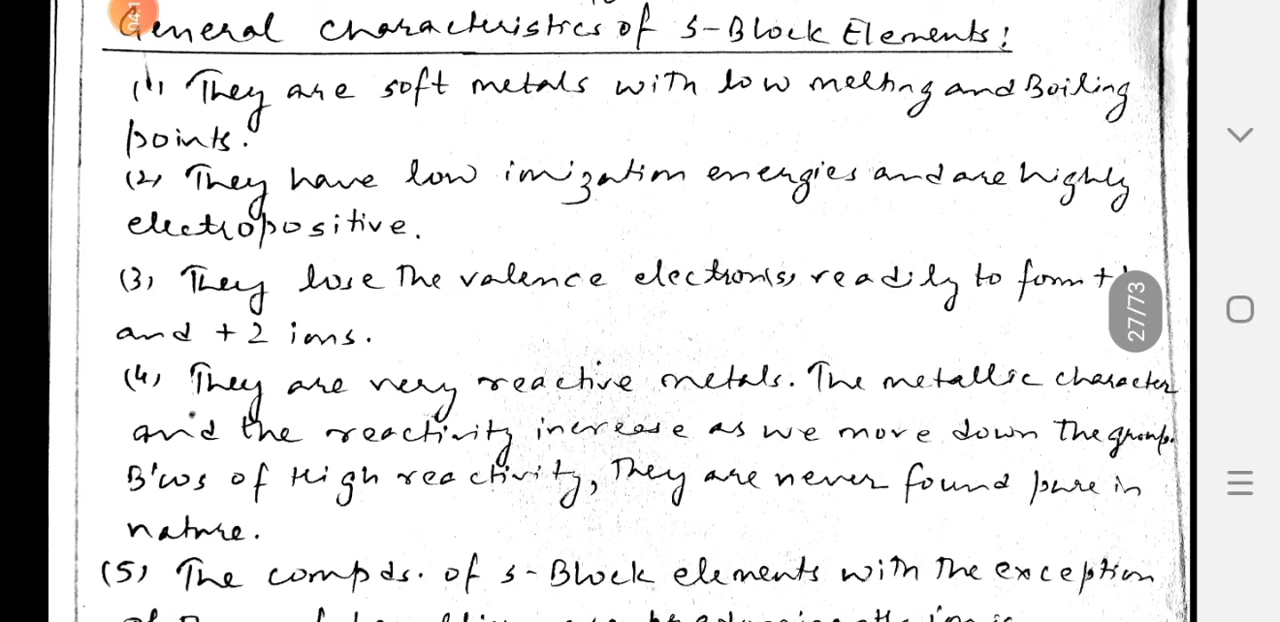 General characteristics of s-Block Elements:
(1) They are soft metals with low melting and Boiling
points.
(2) They have low ionization energies and are highly
electropositive.
(3) They lose the valence electron(s) readily to form +1
and +2 ions.
(4) They are very reactive metals. The metallic character
and the reactivity increase as we move down the group.
B'cos of High reactivity, They are never found pure in
nature.
(5) The compds. of s-Block elements with the exception
27/73